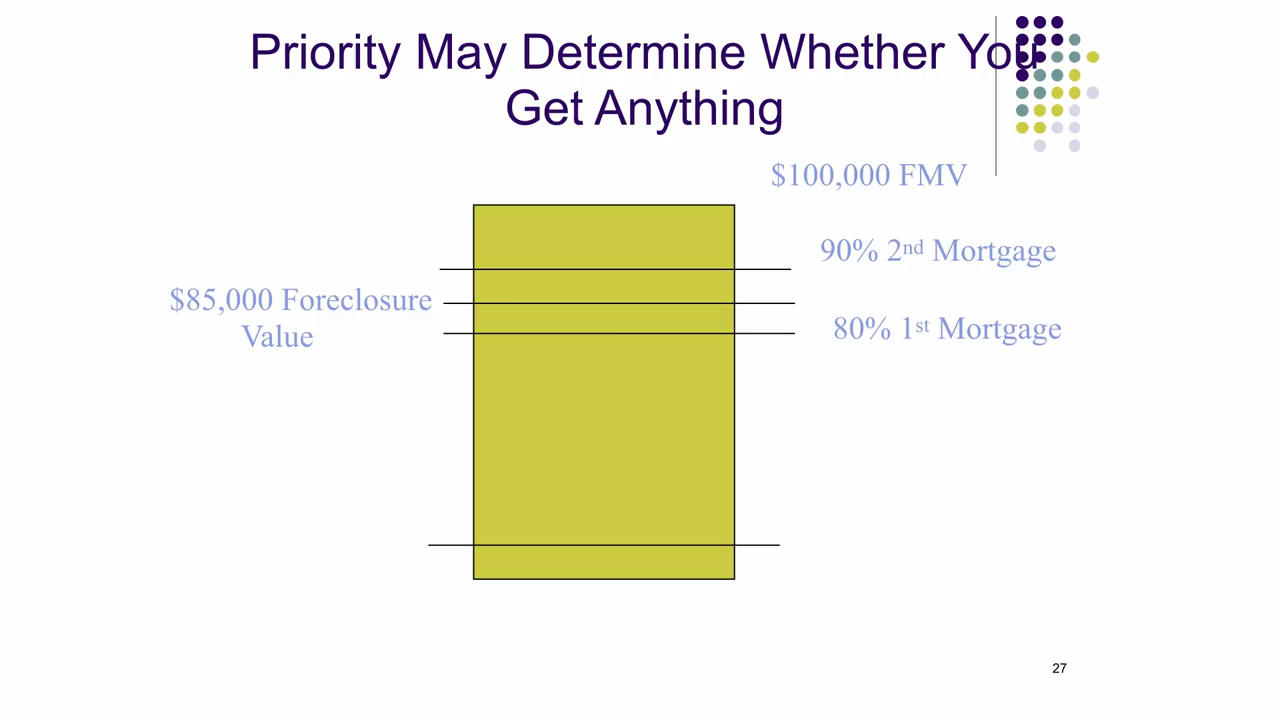 Priority May Determine Whether You
Get Anything
$100,000 FMV
90% 2nd Mortgage
$85,000 Foreclosure
Value
80% 1st Mortgage
27